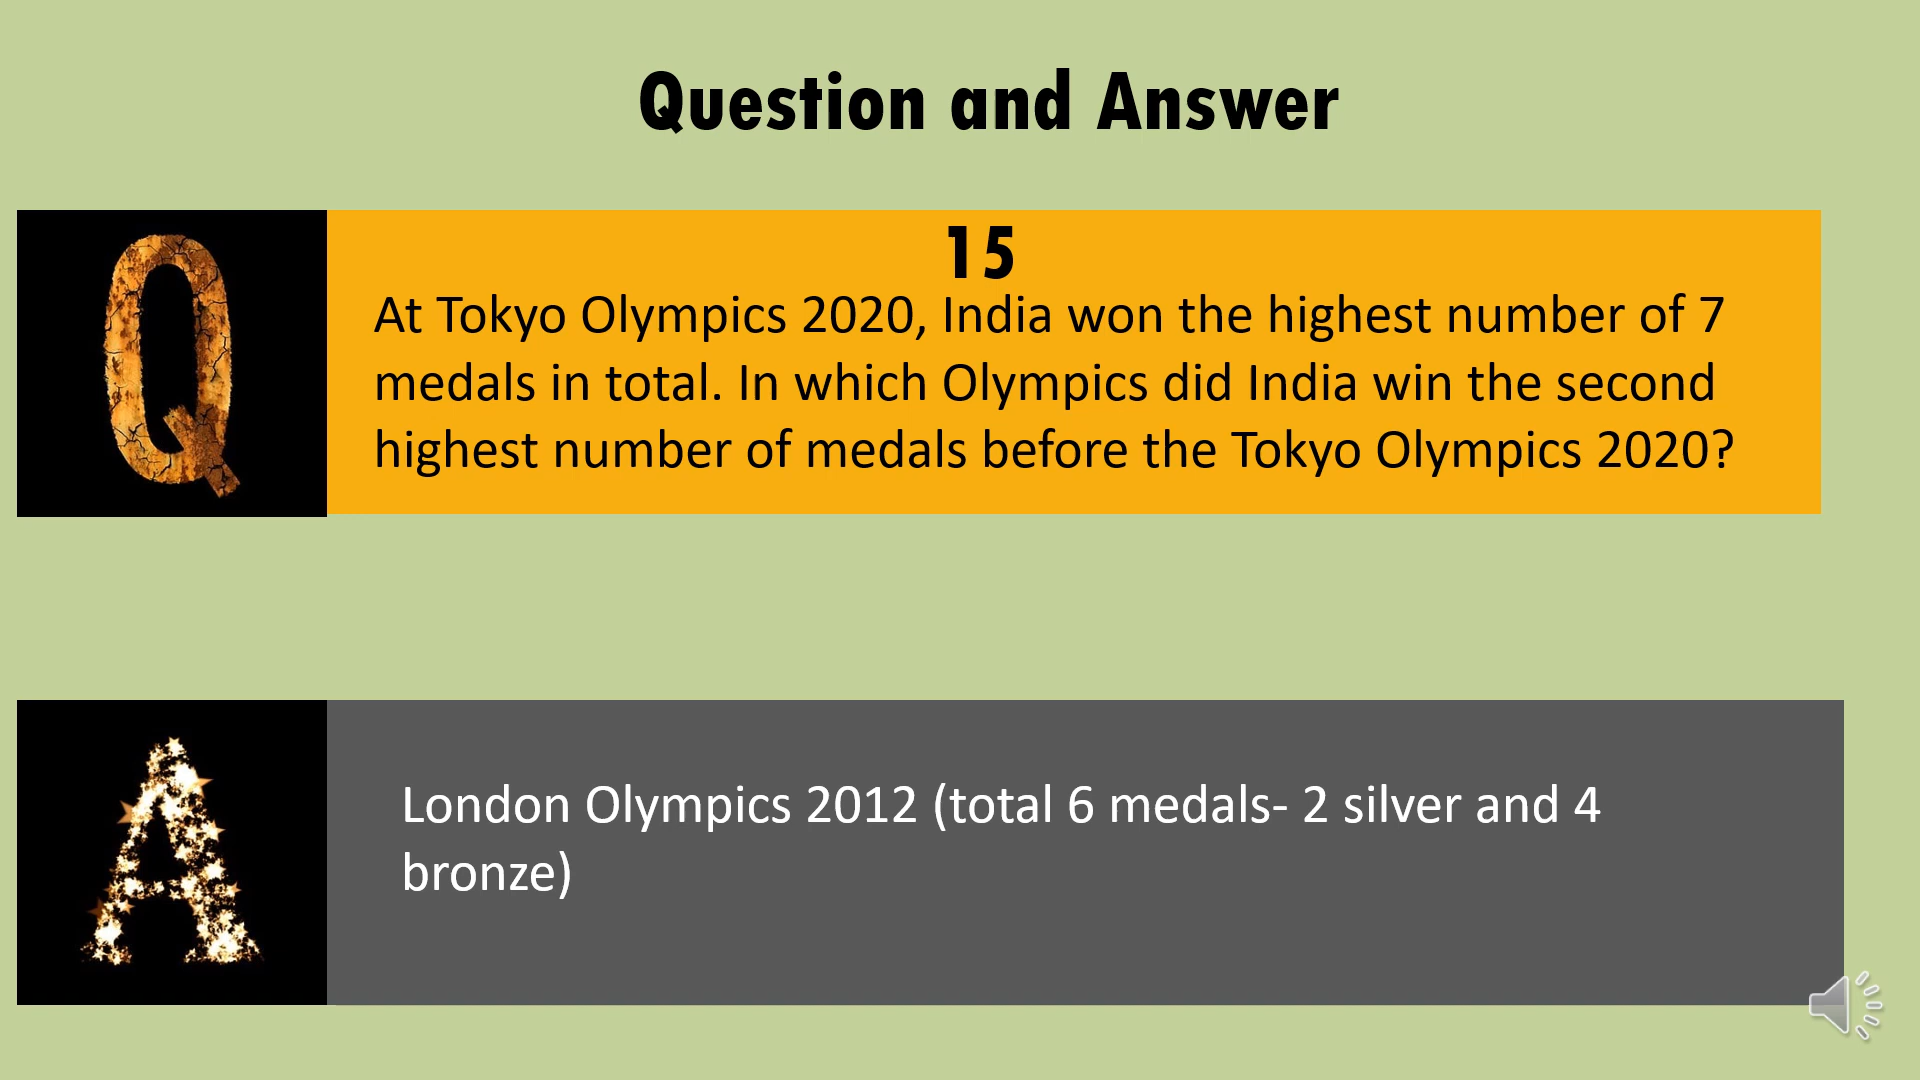 Question and Answer
Q
15
At Tokyo Olympics 2020, India won the highest number of 7
medals in total. In which Olympics did India win the second
highest number of medals before the Tokyo Olympics 2020?
A
London Olympics 2012 (total 6 medals- 2 silver and 4
bronze)